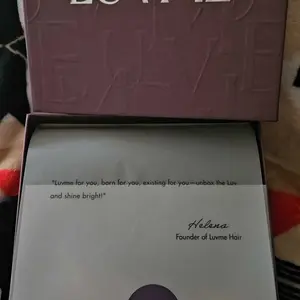 "Luvme for you, born for you, existing for you—unbox the Luv
and shine bright!"
Helena
Founder of Luvme Hair